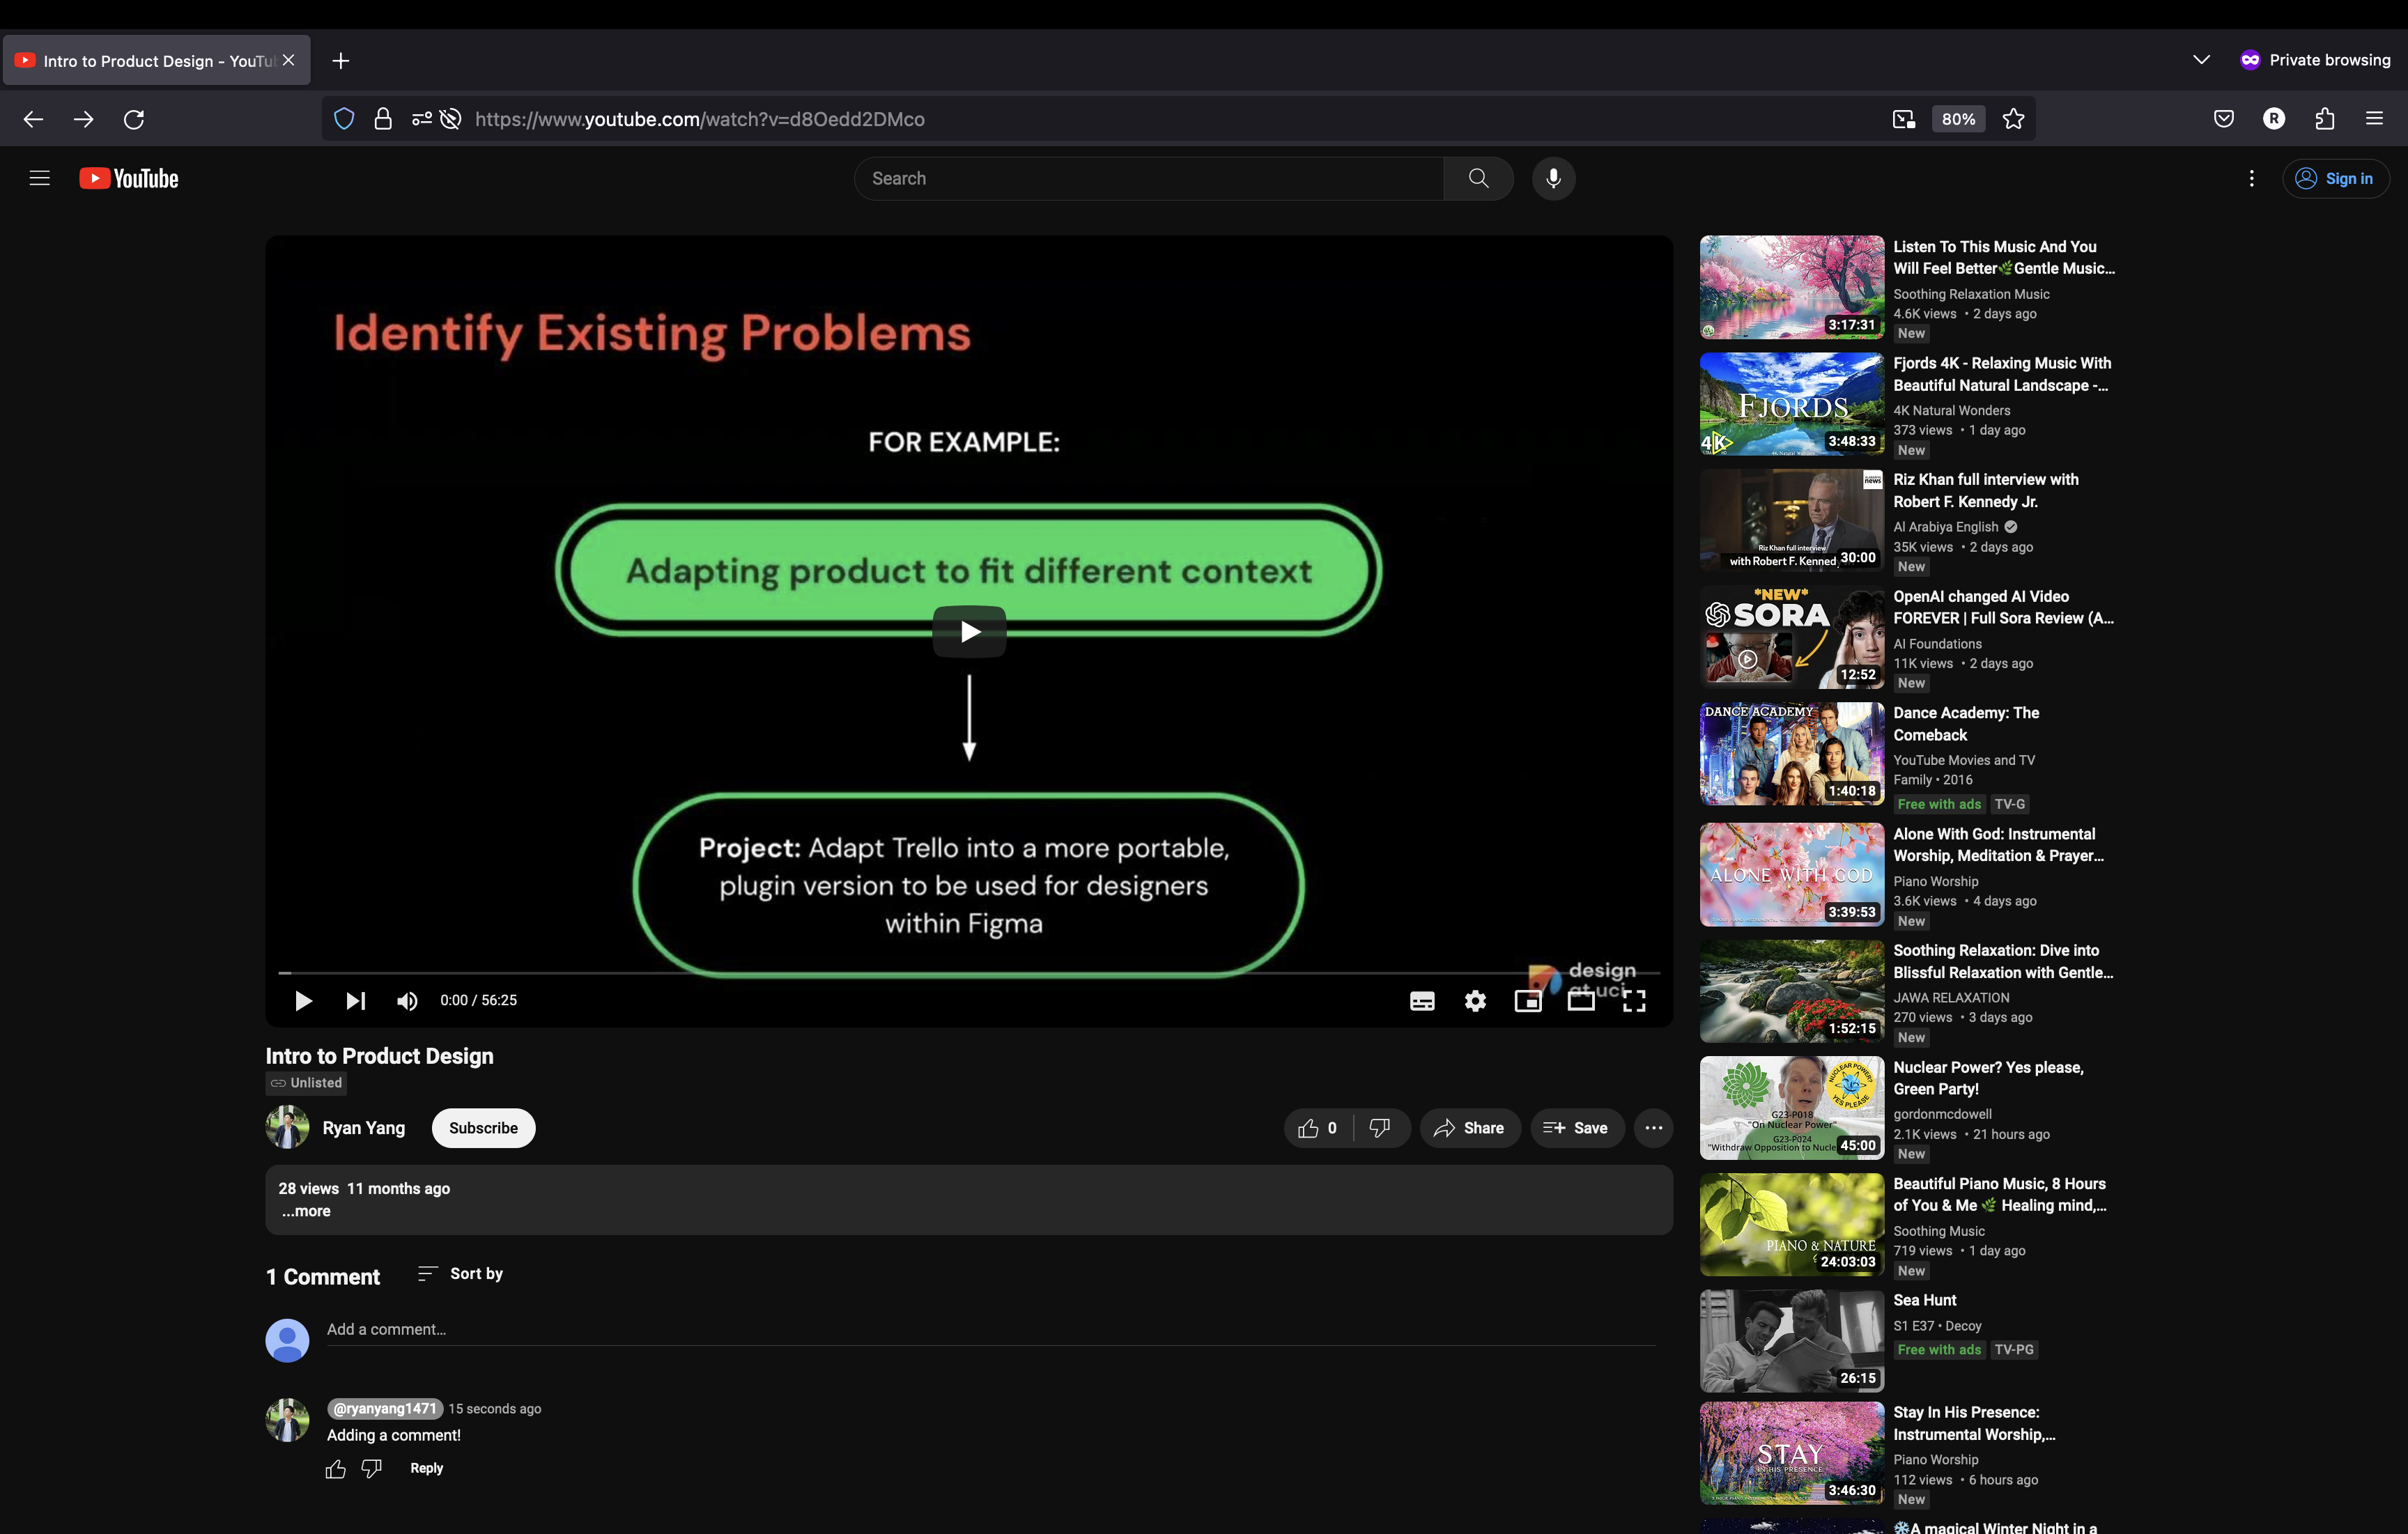 Intro to Product Design - YouTu
Private browsing
https://www.youtube.com/watch?v=d8Oedd2DMco
80%
R
YouTube
Search
Sign in
Identify Existing Problems
FOR EXAMPLE:
Adapting product to fit different context
Project: Adapt Trello into a more portable,
plugin version to be used for designers
within Figma
design
at uci
0:00 / 56:25
Intro to Product Design
Unlisted
Ryan Yang
Subscribe
0
Share
Save
28 views 11 months ago
...more
1 Comment
Sort by
Add a comment...
@ryanyang1471 15 seconds ago
Adding a comment!
Reply
3:17:31
Listen To This Music And You
Will Feel Better🌿Gentle Music...
Soothing Relaxation Music
4.6K views • 2 days ago
New
FJORDS
4K
3:48:33
Fjords 4K - Relaxing Music With
Beautiful Natural Landscape -...
4K Natural Wonders
373 views • 1 day ago
New
news
Riz Khan full interview
with Robert F. Kenned
30:00
Riz Khan full interview with
Robert F. Kennedy Jr.
Al Arabiya English
35K views • 2 days ago
New
*NEW*
SORA
12:52
OpenAI changed AI Video
FOREVER | Full Sora Review (A...
AI Foundations
11K views • 2 days ago
New
DANCE ACADEMY
1:40:18
Dance Academy: The
Comeback
YouTube Movies and TV
Family • 2016
Free with ads TV-G
ALONE WITH GOD
3:39:53
Alone With God: Instrumental
Worship, Meditation & Prayer...
Piano Worship
3.6K views • 4 days ago
New
1:52:15
Soothing Relaxation: Dive into
Blissful Relaxation with Gentle...
JAWA RELAXATION
270 views • 3 days ago
New
NUCLEAR POWER?
YES PLEASE
G23-P018
"On Nuclear Power"
G23-P024
"Withdraw Opposition to Nucle
45:00
Nuclear Power? Yes please,
Green Party!
gordonmcdowell
2.1K views • 21 hours ago
New
PIANO & NATURE
24:03:03
Beautiful Piano Music, 8 Hours
of You & Me 🌿 Healing mind,...
Soothing Music
719 views • 1 day ago
New
26:15
Sea Hunt
S1 E37 • Decoy
Free with ads TV-PG
STAY
IN HIS PRESENCE
3:46:30
Stay In His Presence:
Instrumental Worship,...
Piano Worship
112 views • 6 hours ago
New
❄️A magical Winter Night in a